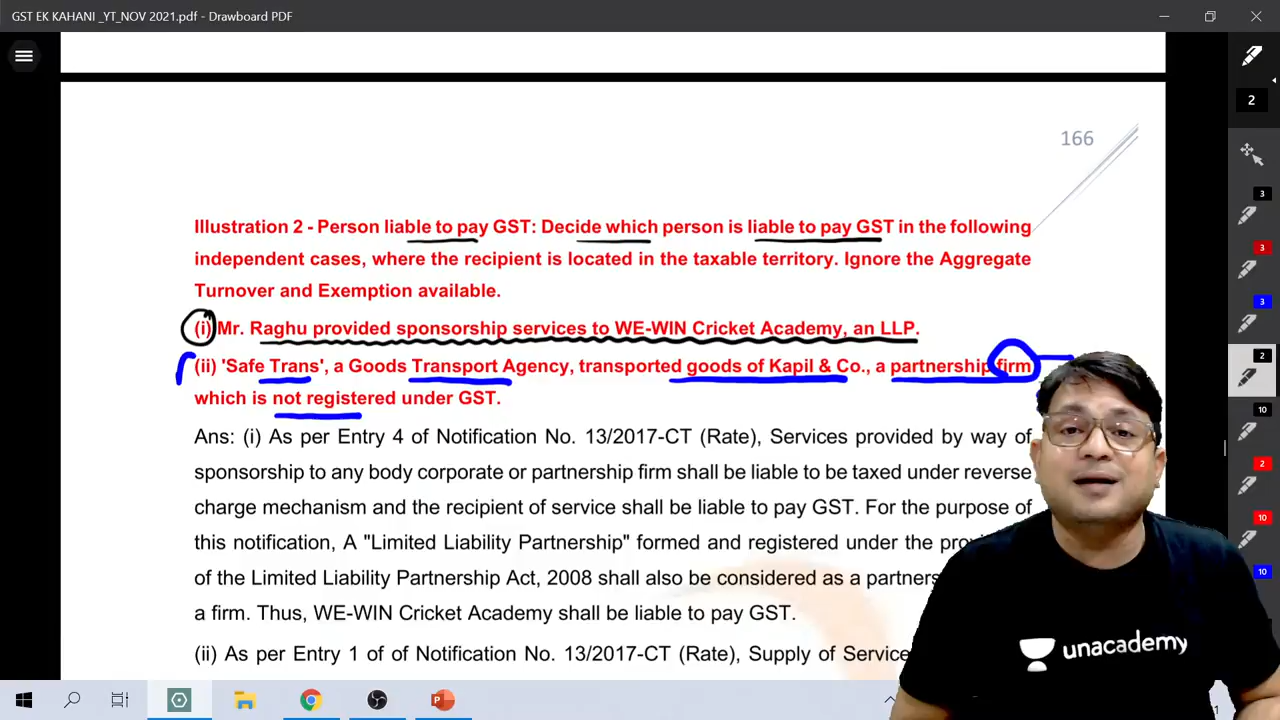 GST EK KAHANI _YT_NOV 2021.pdf - Drawboard PDF
2
166
3
Illustration 2 - Person liable to pay GST: Decide which person is liable to pay GST in the following
independent cases, where the recipient is located in the taxable territory. Ignore the Aggregate
3
Turnover and Exemption available.
3
(i) Mr. Raghu provided sponsorship services to WE-WIN Cricket Academy, an LLP.
2
(ii) 'Safe Trans', a Goods Transport Agency, transported goods of Kapil & Co., a partnership firm
which is not registered under GST.
10
Ans: (i) As per Entry 4 of Notification No. 13/2017-CT (Rate), Services provided by way of
2
sponsorship to any body corporate or partnership firm shall be liable to be taxed under reverse
charge mechanism and the recipient of service shall be liable to pay GST. For the purpose of
10
this notification, A "Limited Liability Partnership" formed and registered under the
10
of the Limited Liability Partnership Act, 2008 shall also be considered as a
a firm. Thus, WE-WIN Cricket Academy shall be liable to pay GST.
unacademy
(ii) As per Entry 1 of of Notification No. 13/2017-CT (Rate), Supply of